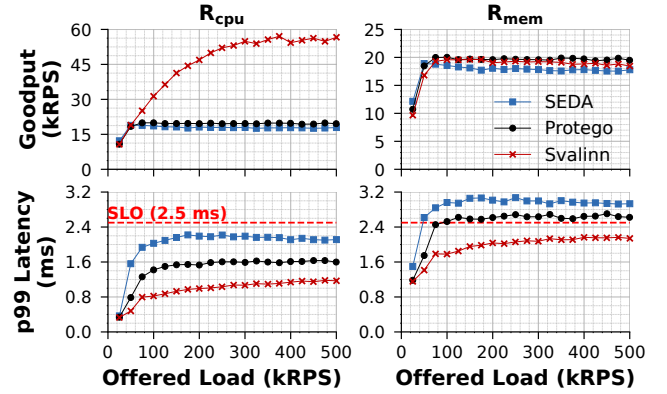 R_cpu
R_mem
Goodput
(kRPS)
60
45
30
15
0
25
20
15
10
5
0
SEDA
Protego
Svalinn
p99 Latency
(ms)
3.2
2.4
1.6
0.8
0.0
SLO (2.5 ms)
3.2
2.4
1.6
0.8
0.0
0 100 200 300 400 500
0 100 200 300 400 500
Offered Load (kRPS)
Offered Load (kRPS)